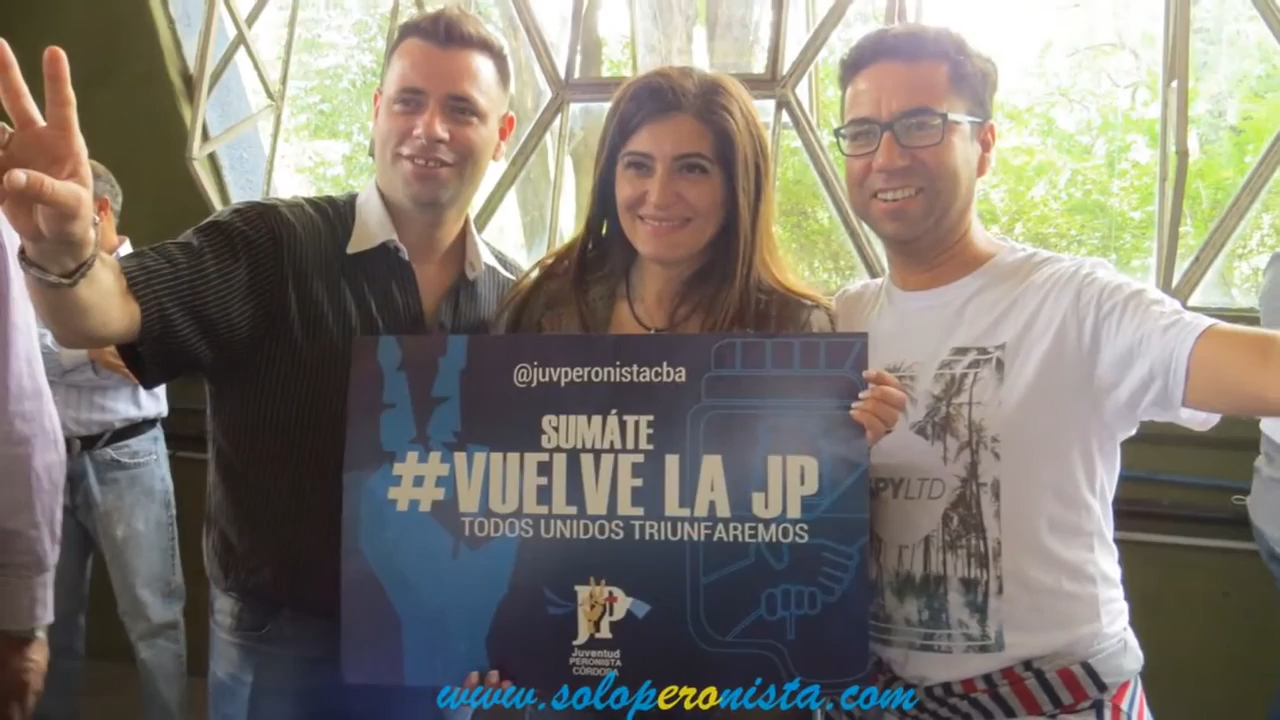 @juvperonistacba
SUMÁTE
#VUELVE LA JP
TODOS UNIDOS TRIUNFAREMOS
JP
Juventud
PERONISTA
CÓRDOBA
PYLTD
www.soloperonista.com